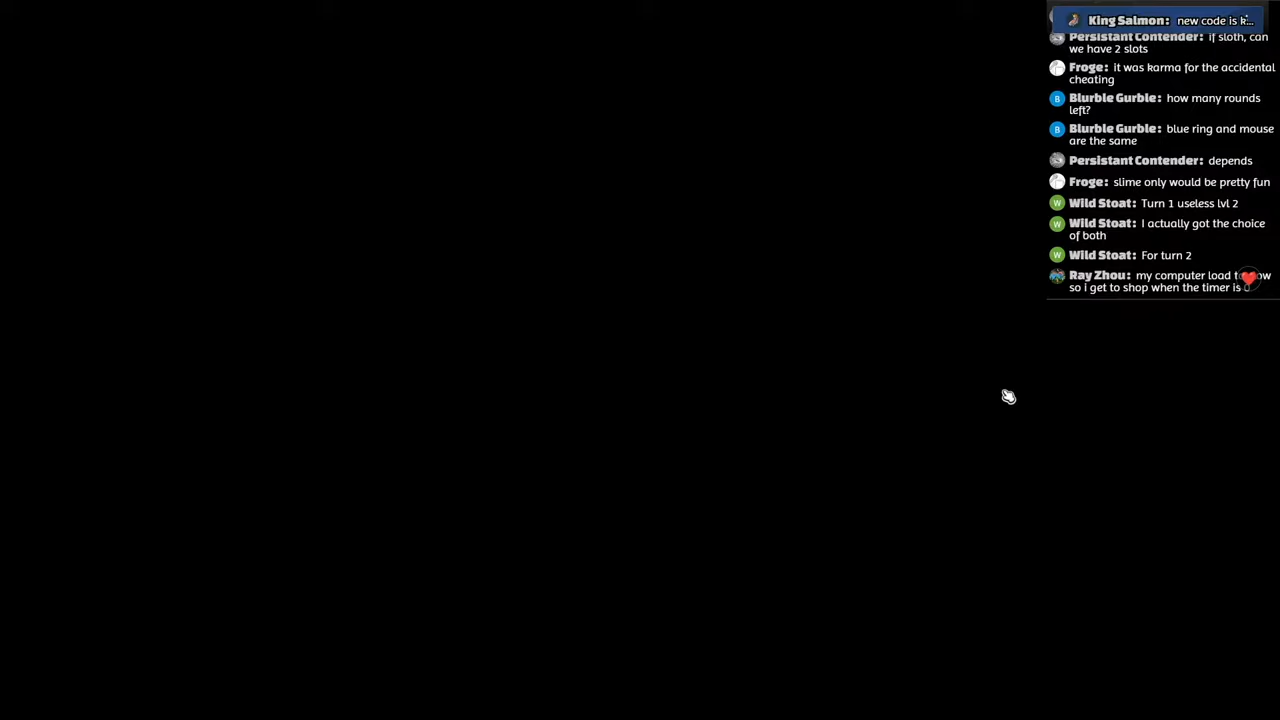 King Salmon: new code is k...
Persistant Contender: if sloth, can
we have 2 slots
Froge: it was karma for the accidental
cheating
Blurble Gurble: how many rounds
left?
Blurble Gurble: blue ring and mouse
are the same
Persistant Contender: depends
Froge: slime only would be pretty fun
Wild Stoat: Turn 1 useless lvl 2
Wild Stoat: I actually got the choice
of both
Wild Stoat: For turn 2
Ray Zhou: my computer load
so i get to shop when the timer is